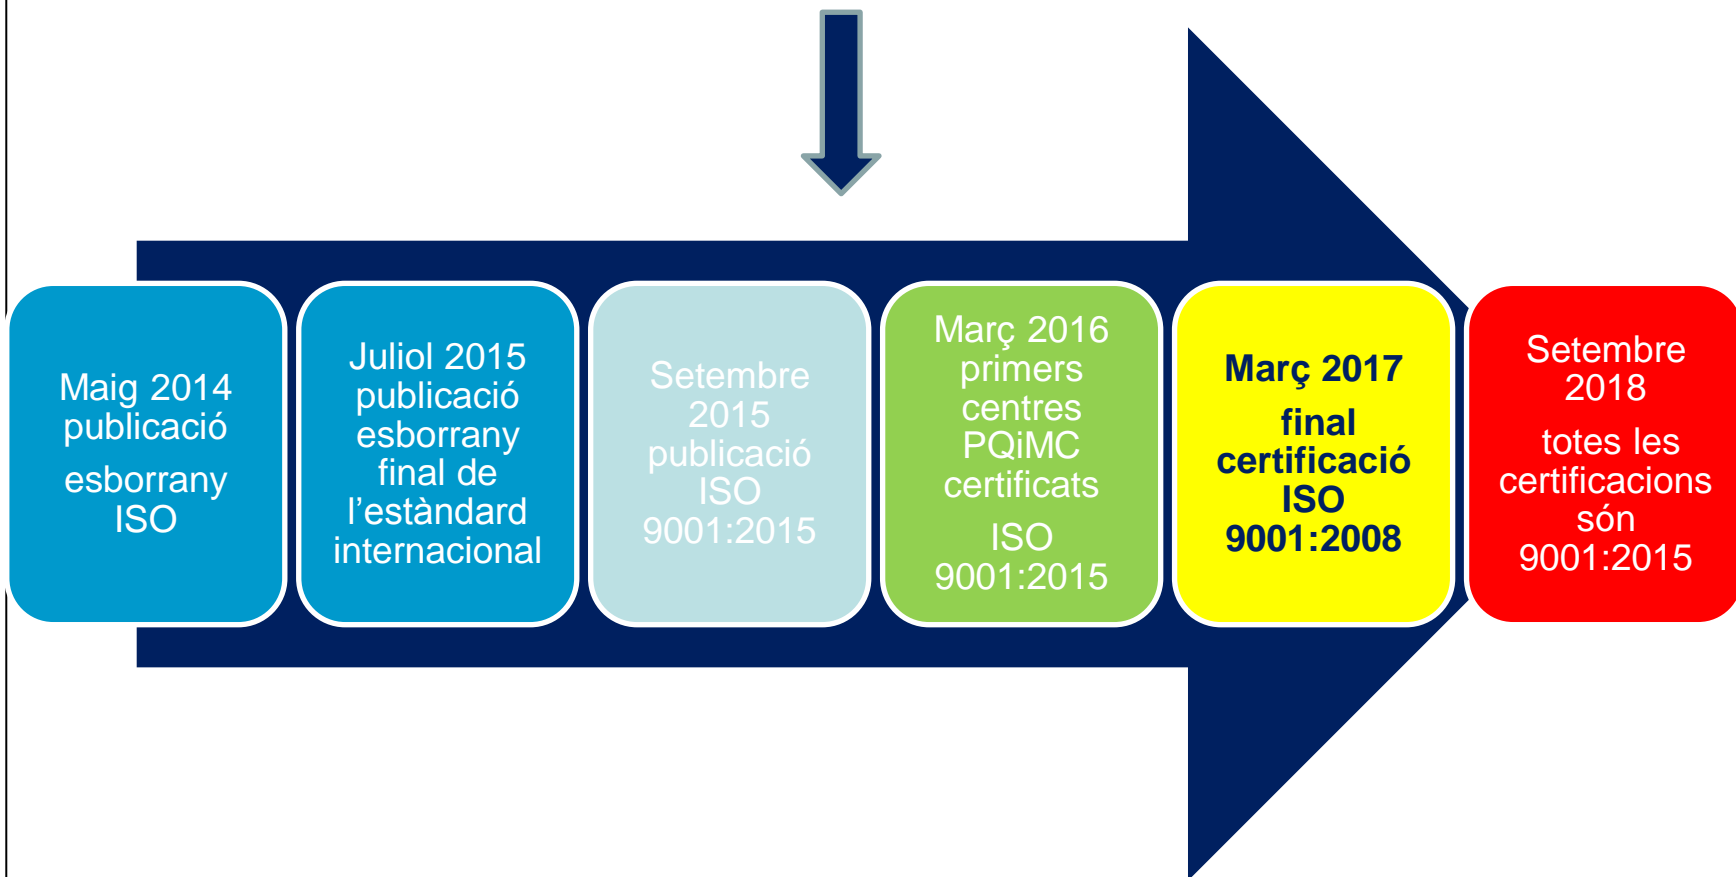 Maig 2014
publicació
esborrany
ISO
Juliol 2015
publicació
esborrany
final de
l’estàndard
internacional
Setembre
2015
publicació
ISO
9001:2015
Març 2016
primers
centres
PQiMC
certificats
ISO
9001:2015
Març 2017
final
certificació
ISO
9001:2008
Setembre
2018
totes les
certificacions
són
9001:2015